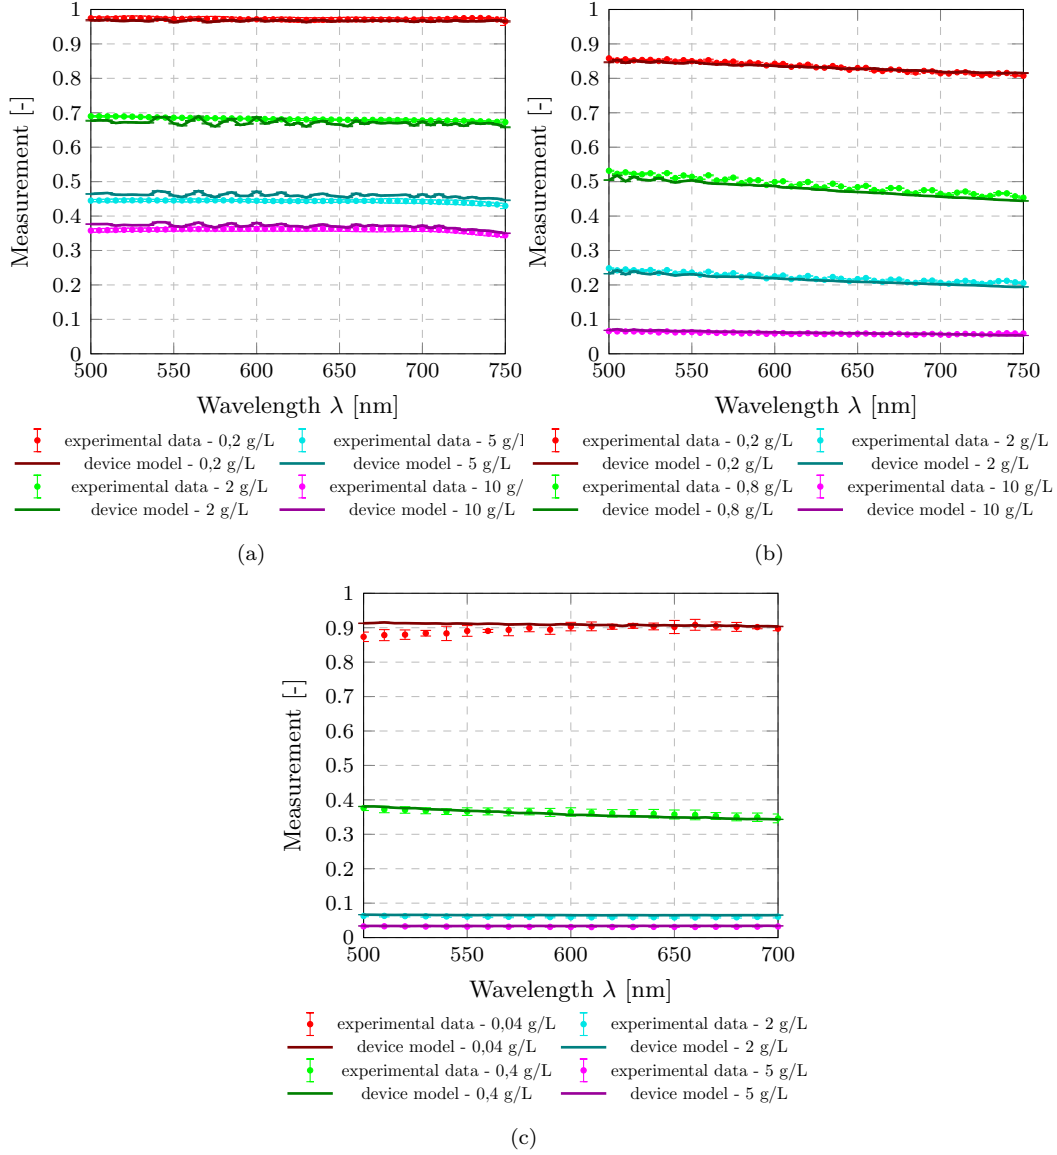 1
0.9
0.8
0.7
0.6
0.5
0.4
0.3
0.2
0.1
0
500 550 600 650 700 750
Measurement [-]
Wavelength λ [nm]
experimental data - 0,2 g/L experimental data - 5 g/l
device model - 0,2 g/L device model - 5 g/L
experimental data - 2 g/L experimental data - 10 g/
device model - 2 g/L device model - 10 g/L
(a)
1
0.9
0.8
0.7
0.6
0.5
0.4
0.3
0.2
0.1
0
500 550 600 650 700 750
Measurement [-]
Wavelength λ [nm]
experimental data - 0,2 g/L experimental data - 2 g/L
device model - 0,2 g/L device model - 2 g/L
experimental data - 0,8 g/L experimental data - 10 g/L
device model - 0,8 g/L device model - 10 g/L
(b)
1
0.9
0.8
0.7
0.6
0.5
0.4
0.3
0.2
0.1
0
500 550 600 650 700
Measurement [-]
Wavelength λ [nm]
experimental data - 0,04 g/L experimental data - 2 g/L
device model - 0,04 g/L device model - 2 g/L
experimental data - 0,4 g/L experimental data - 5 g/L
device model - 0,4 g/L device model - 5 g/L
(c)